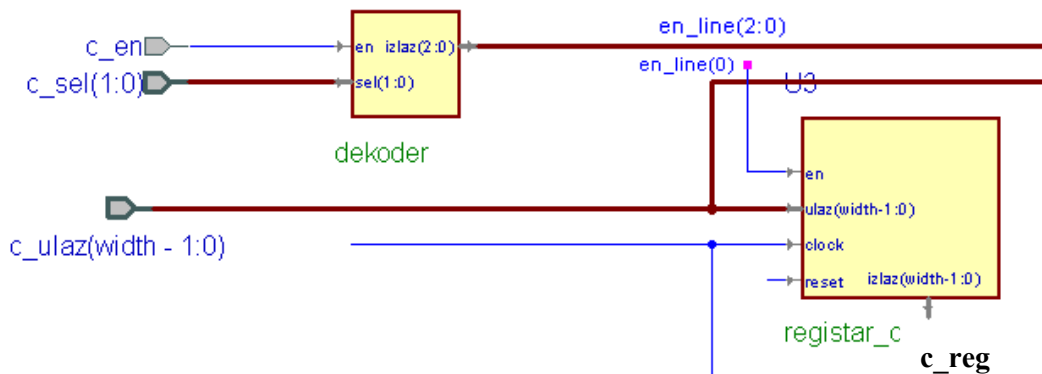 en_line(2:0)
c_en
en izlaz(2:0)
en_line(0)
c_sel(1:0)
sel(1:0)
U3
dekoder
en
ulaz(width-1:0)
c_ulaz(width - 1:0)
clock
reset izlaz(width-1:0)
registar_c
c_reg